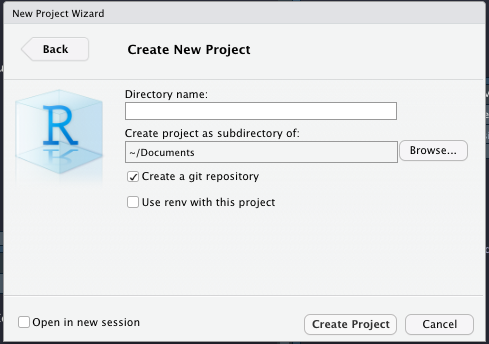 New Project Wizard
Back
Create New Project
R
Directory name:
Create project as subdirectory of:
~/Documents
Browse...
Create a git repository
Use renv with this project
Open in new session
Create Project
Cancel